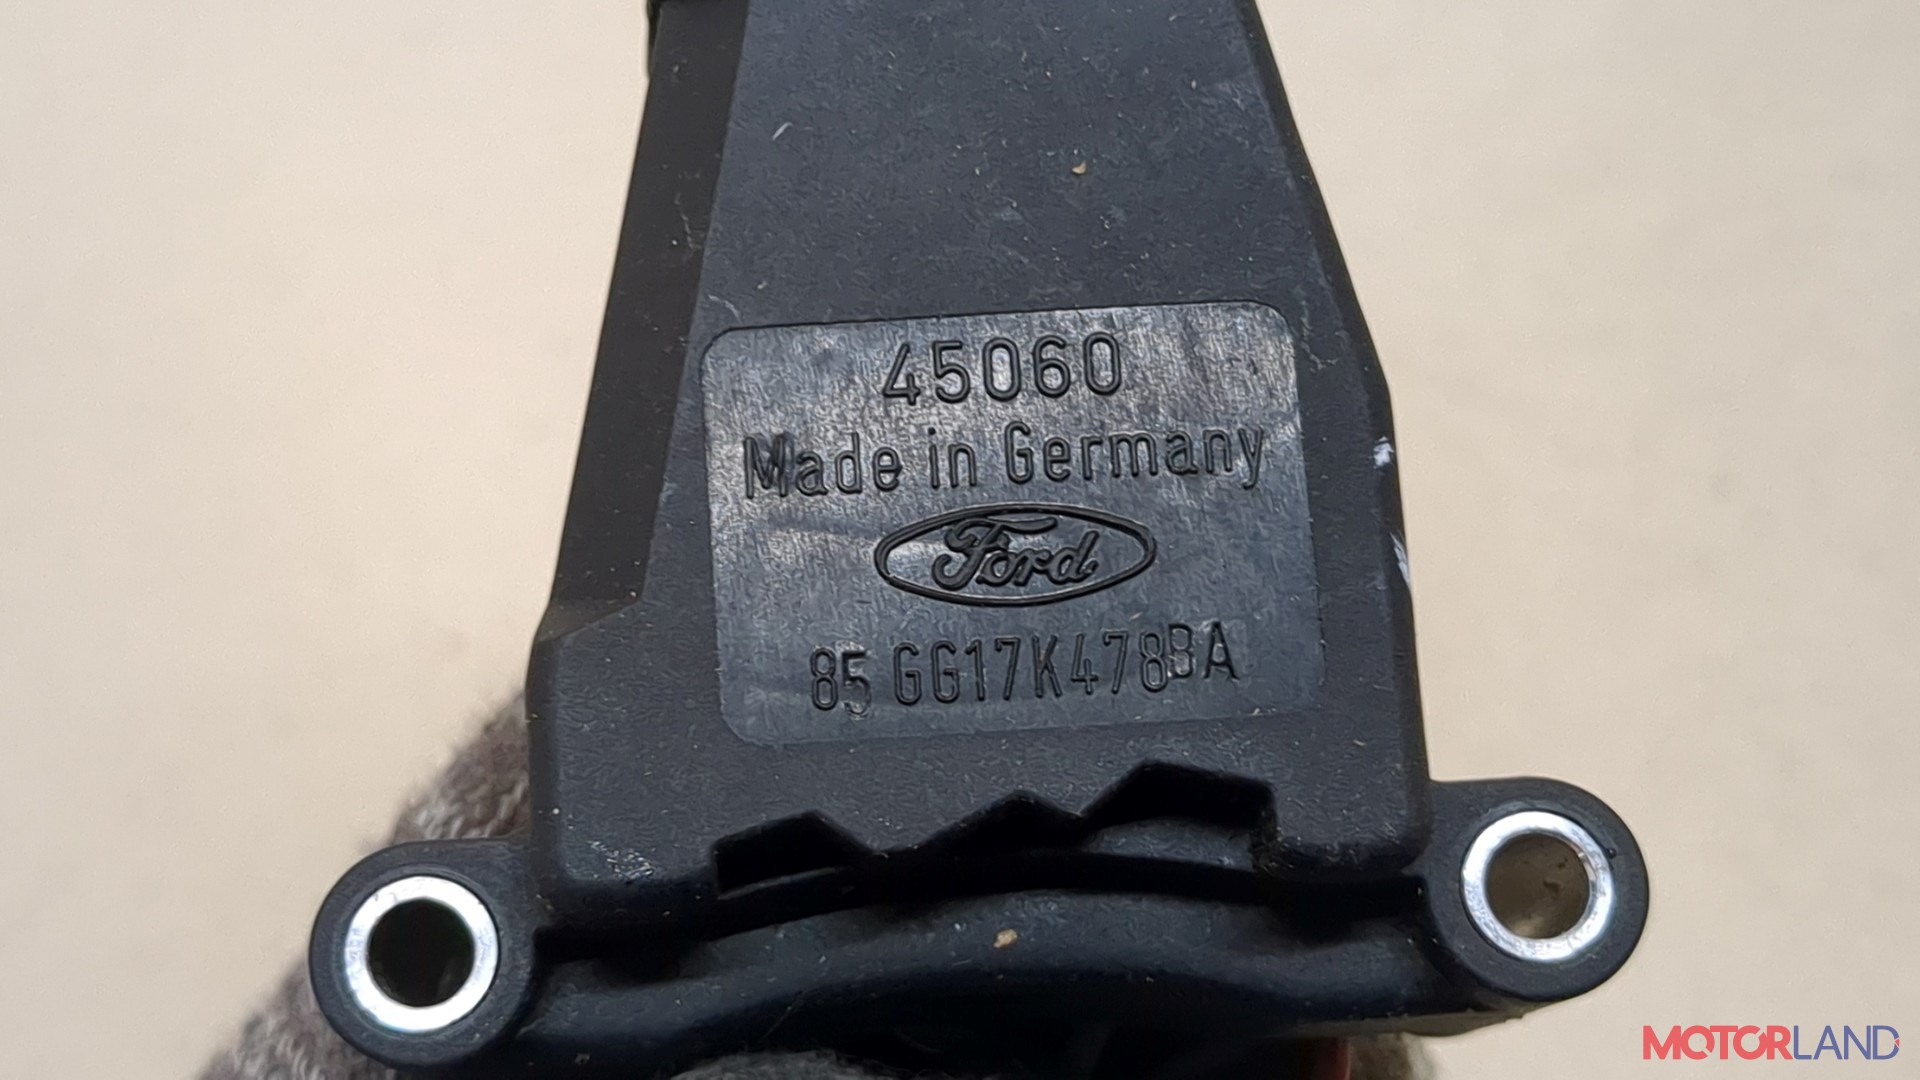 45060
Made in Germany
Ford
85 GG17K478BA
MOTORLAND